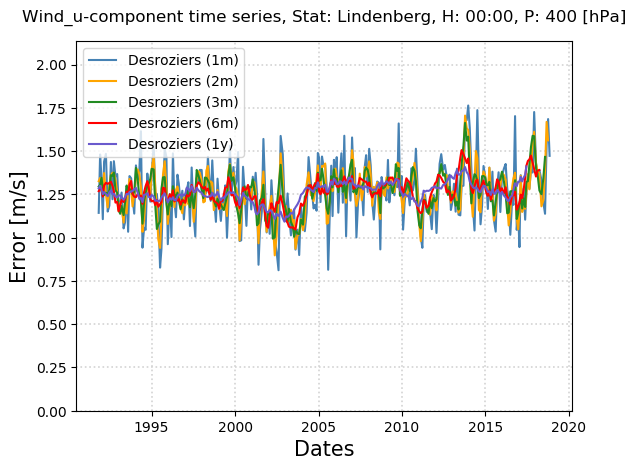 Wind_u-component time series, Stat: Lindenberg, H: 00:00, P: 400 [hPa]
Desroziers (1m)
Desroziers (2m)
Desroziers (3m)
Desroziers (6m)
Desroziers (1y)
Error [m/s]
2.00
1.75
1.50
1.25
1.00
0.75
0.50
0.25
0.00
1995 2000 2005 2010 2015 2020
Dates